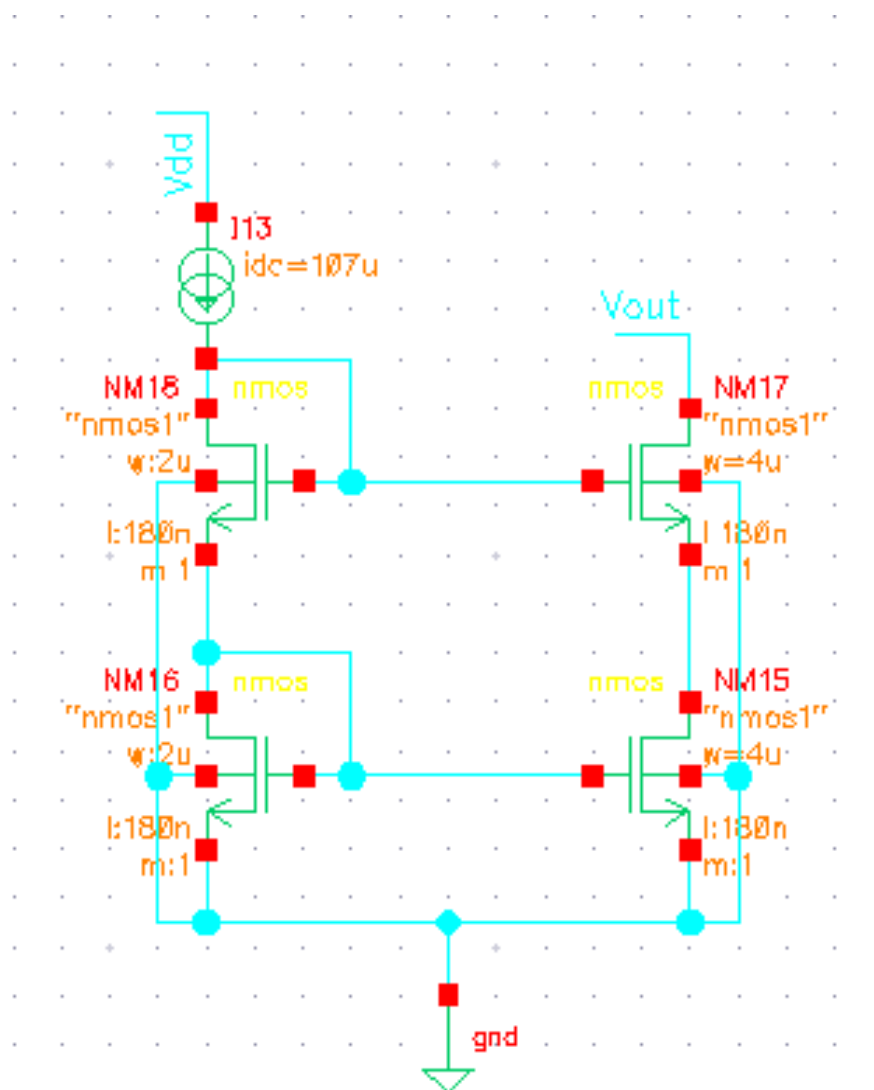 Vdd
I13
idc=107u
Vout
NM18
nmos
nmos
NM17
"nmos1"
"nmos1"
w:2u
w=4u
l:180n
l 180n
m 1
m 1
NM16
nmos
nmos
NM15
"nmos1"
"nmos1"
w:2u
w=4u
l:180n
l:180n
m:1
m:1
gnd